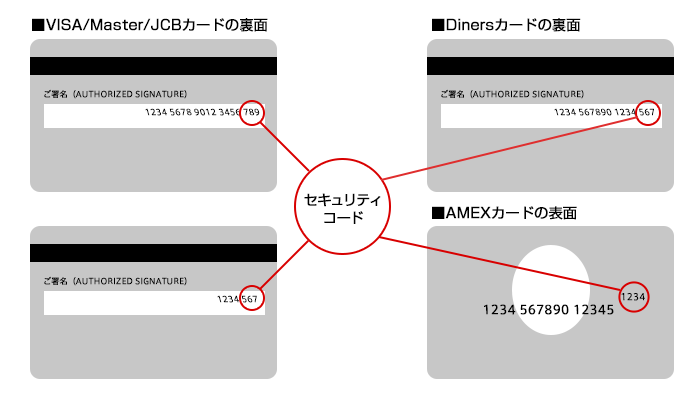 ■VISA/Master/JCBカードの裏面
ご署名（AUTHORIZED SIGNATURE）
1234 5678 9012 3456 789
ご署名（AUTHORIZED SIGNATURE）
1234 567
セキュリティ
コード
■Dinersカードの裏面
ご署名（AUTHORIZED SIGNATURE）
1234 567890 1234 567
■AMEXカードの表面
1234
1234 567890 12345